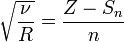 √(ν/R) = (Z − Sₙ)/n